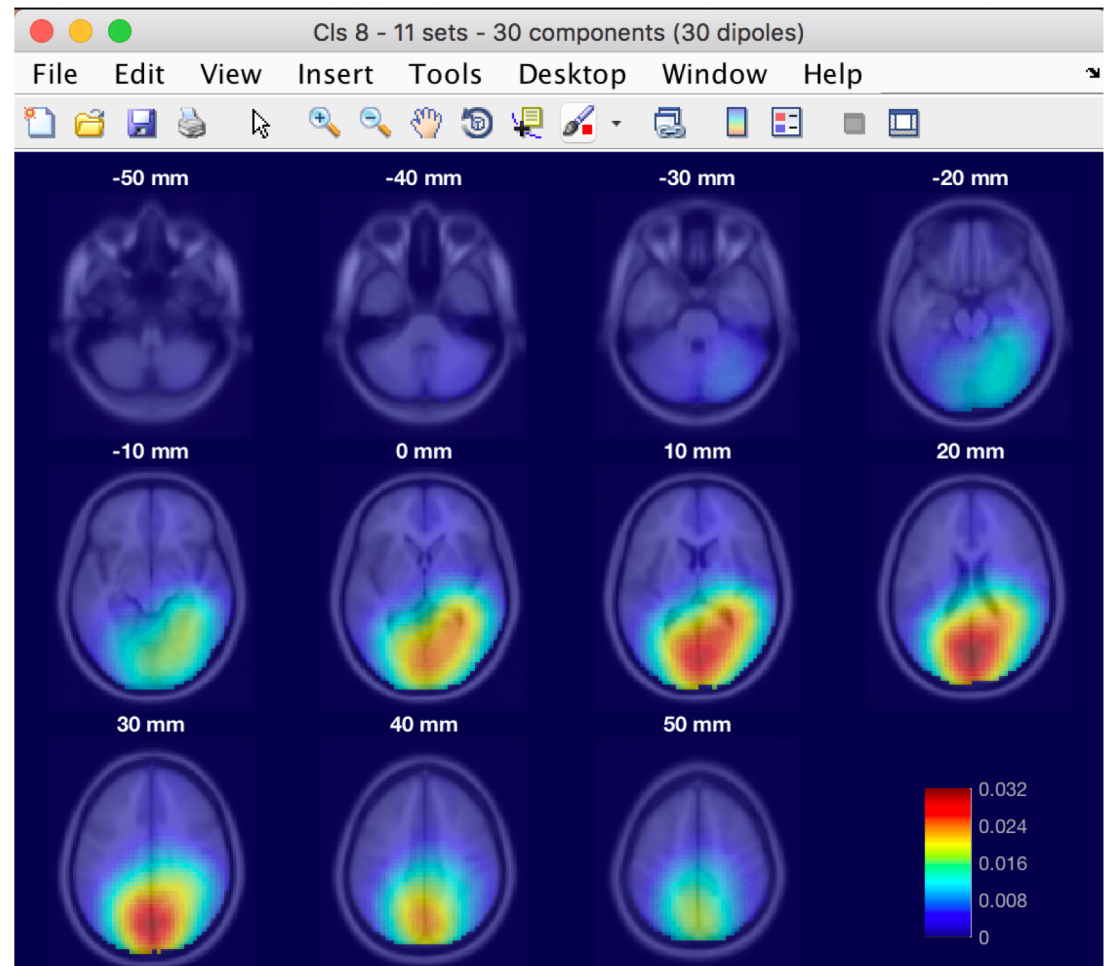 Cls 8 - 11 sets - 30 components (30 dipoles)
File Edit View Insert Tools Desktop Window Help
-50 mm -40 mm -30 mm -20 mm
-10 mm 0 mm 10 mm 20 mm
30 mm 40 mm 50 mm
0.032
0.024
0.016
0.008
0